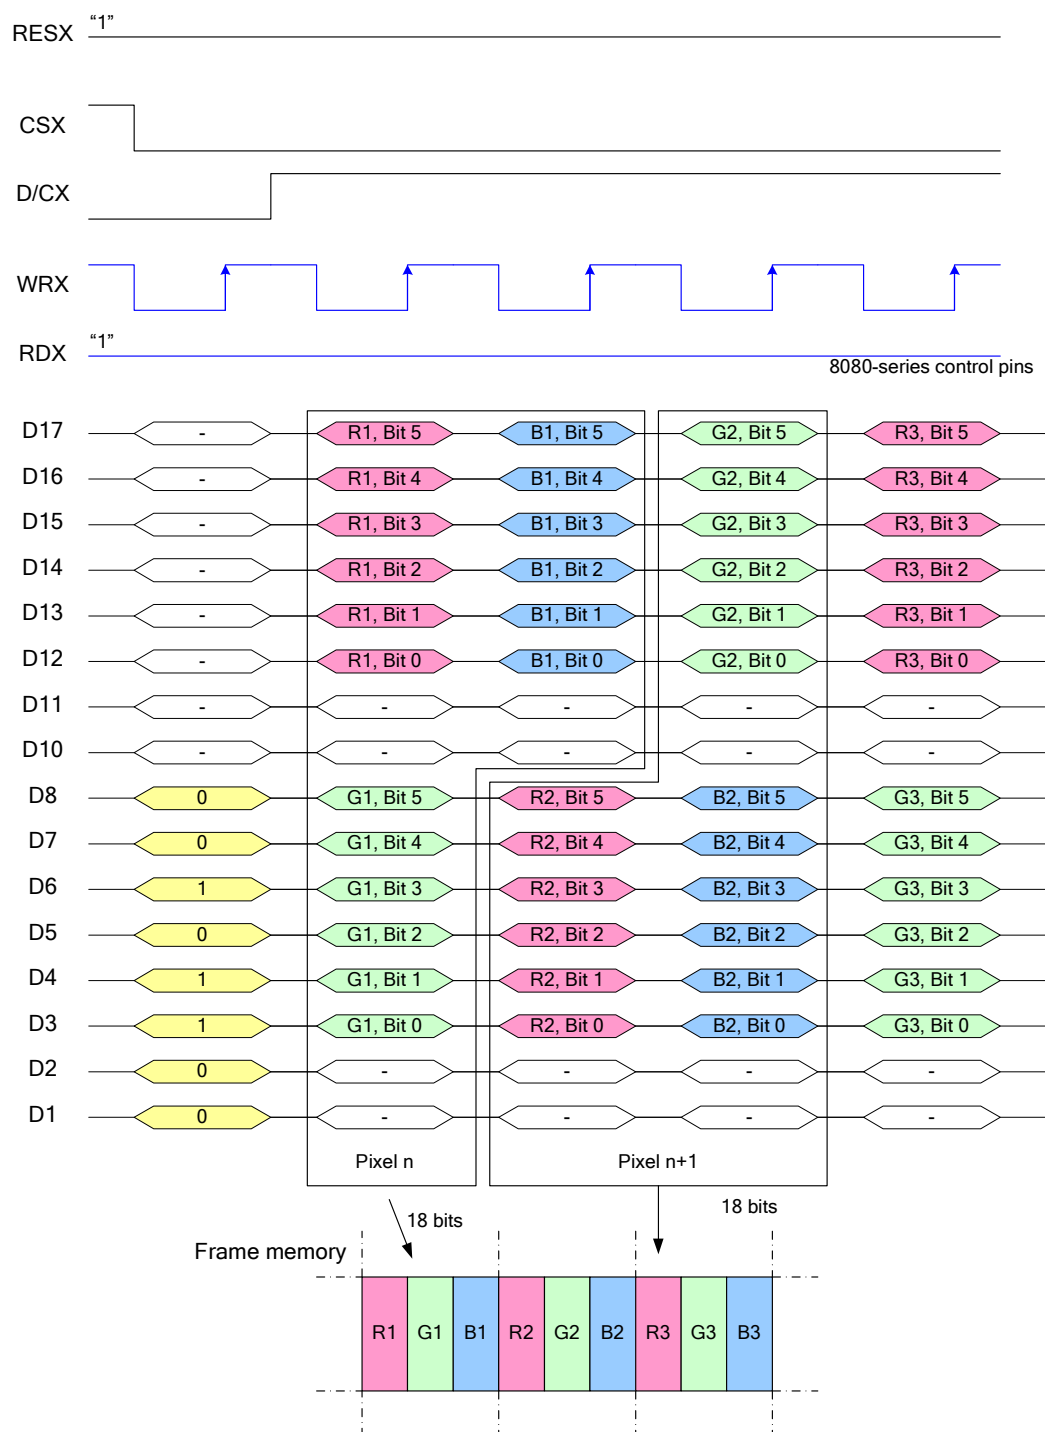 RESX “1”
CSX
D/CX
WRX
RDX “1”
8080-series control pins
D17 - R1, Bit 5 B1, Bit 5 G2, Bit 5 R3, Bit 5
D16 - R1, Bit 4 B1, Bit 4 G2, Bit 4 R3, Bit 4
D15 - R1, Bit 3 B1, Bit 3 G2, Bit 3 R3, Bit 3
D14 - R1, Bit 2 B1, Bit 2 G2, Bit 2 R3, Bit 2
D13 - R1, Bit 1 B1, Bit 1 G2, Bit 1 R3, Bit 1
D12 - R1, Bit 0 B1, Bit 0 G2, Bit 0 R3, Bit 0
D11 - - - - -
D10 - - - - -
D8 0 G1, Bit 5 R2, Bit 5 B2, Bit 5 G3, Bit 5
D7 0 G1, Bit 4 R2, Bit 4 B2, Bit 4 G3, Bit 4
D6 1 G1, Bit 3 R2, Bit 3 B2, Bit 3 G3, Bit 3
D5 0 G1, Bit 2 R2, Bit 2 B2, Bit 2 G3, Bit 2
D4 1 G1, Bit 1 R2, Bit 1 B2, Bit 1 G3, Bit 1
D3 1 G1, Bit 0 R2, Bit 0 B2, Bit 0 G3, Bit 0
D2 0 - - - -
D1 0 - - - -
Pixel n Pixel n+1
18 bits 18 bits
Frame memory
R1 G1 B1 R2 G2 B2 R3 G3 B3